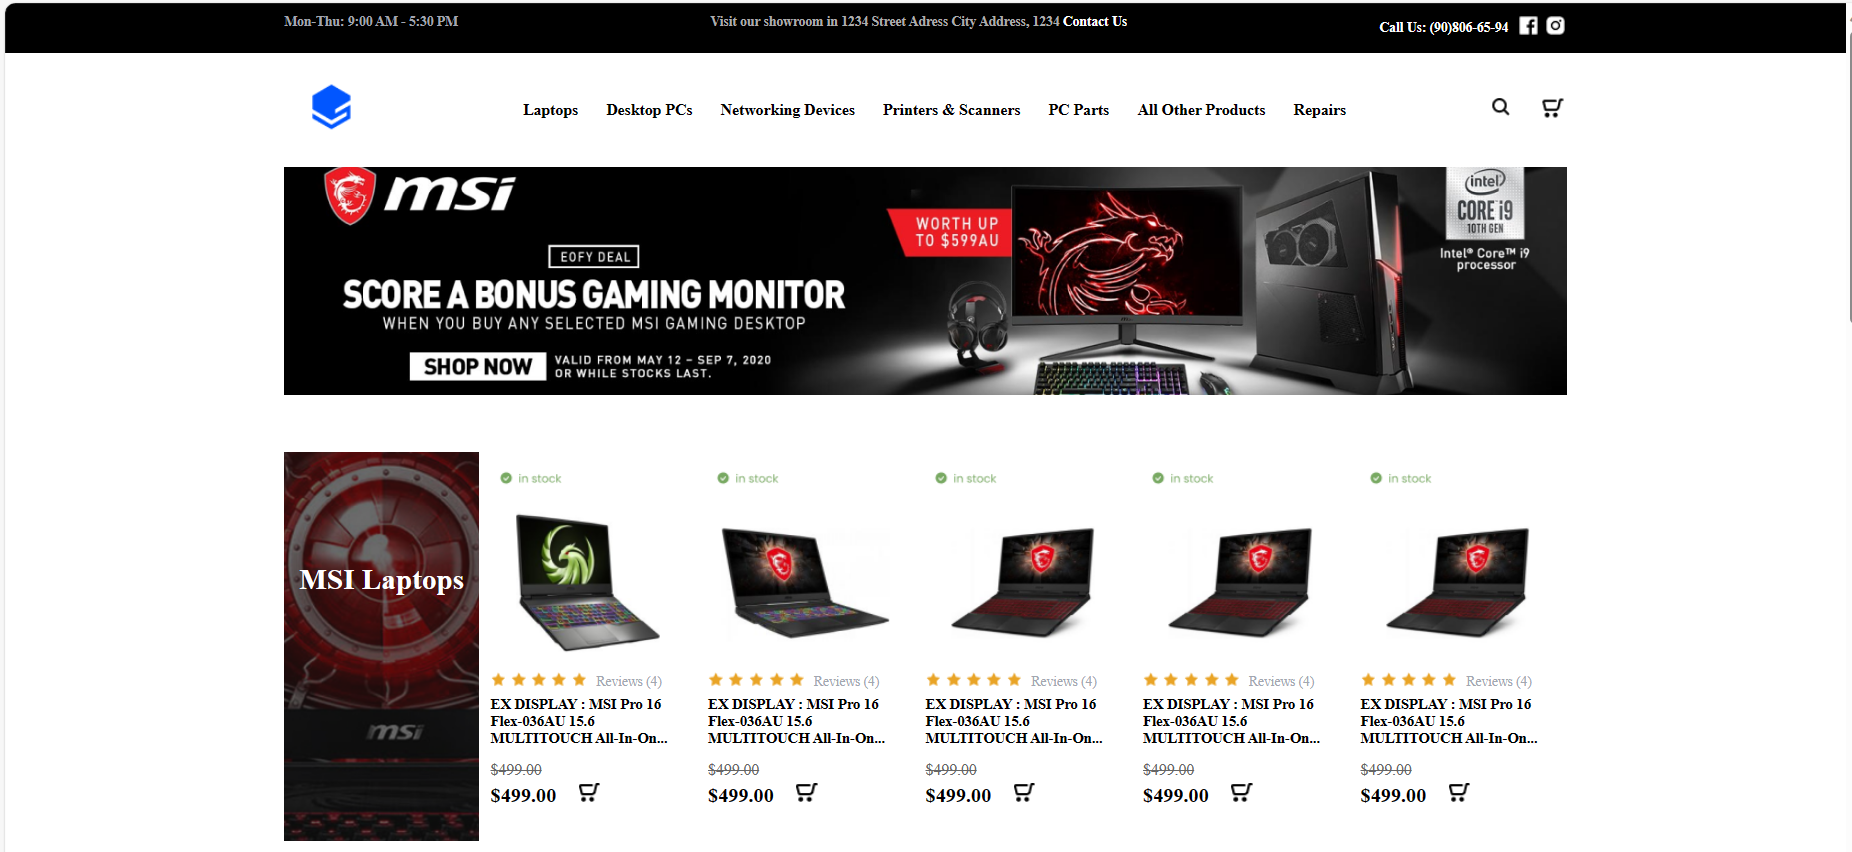 Mon-Thu: 9:00 AM - 5:30 PM
Visit our showroom in 1234 Street Adress City Address, 1234 Contact Us
Call Us: (90)806-65-94
Laptops
Desktop PCs
Networking Devices
Printers & Scanners
PC Parts
All Other Products
Repairs
msi
EOFY DEAL
SCORE A BONUS GAMING MONITOR
WHEN YOU BUY ANY SELECTED MSI GAMING DESKTOP
SHOP NOW
VALID FROM MAY 12 – SEP 7, 2020
OR WHILE STOCKS LAST.
WORTH UP
TO $599AU
intel
CORE i9
10TH GEN
Intel® Core™ i9
processor
MSI Laptops
msi
in stock
Reviews (4)
EX DISPLAY : MSI Pro 16
Flex-036AU 15.6
MULTITOUCH All-In-On...
$499.00
$499.00
in stock
Reviews (4)
EX DISPLAY : MSI Pro 16
Flex-036AU 15.6
MULTITOUCH All-In-On...
$499.00
$499.00
in stock
Reviews (4)
EX DISPLAY : MSI Pro 16
Flex-036AU 15.6
MULTITOUCH All-In-On...
$499.00
$499.00
in stock
Reviews (4)
EX DISPLAY : MSI Pro 16
Flex-036AU 15.6
MULTITOUCH All-In-On...
$499.00
$499.00
in stock
Reviews (4)
EX DISPLAY : MSI Pro 16
Flex-036AU 15.6
MULTITOUCH All-In-On...
$499.00
$499.00